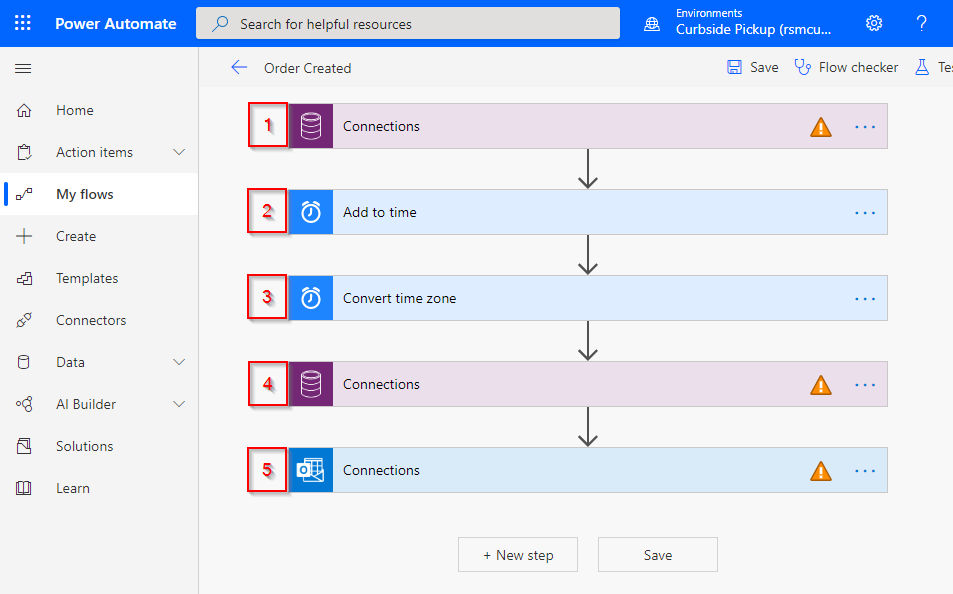 Power Automate
Search for helpful resources
Environments
Curbside Pickup (rsmcu...
?
Order Created
Save
Flow checker
Tes
Home
Action items
My flows
Create
Templates
Connectors
Data
AI Builder
Solutions
Learn
1 Connections ...
2 Add to time ...
3 Convert time zone ...
4 Connections ...
5 Connections ...
+ New step
Save